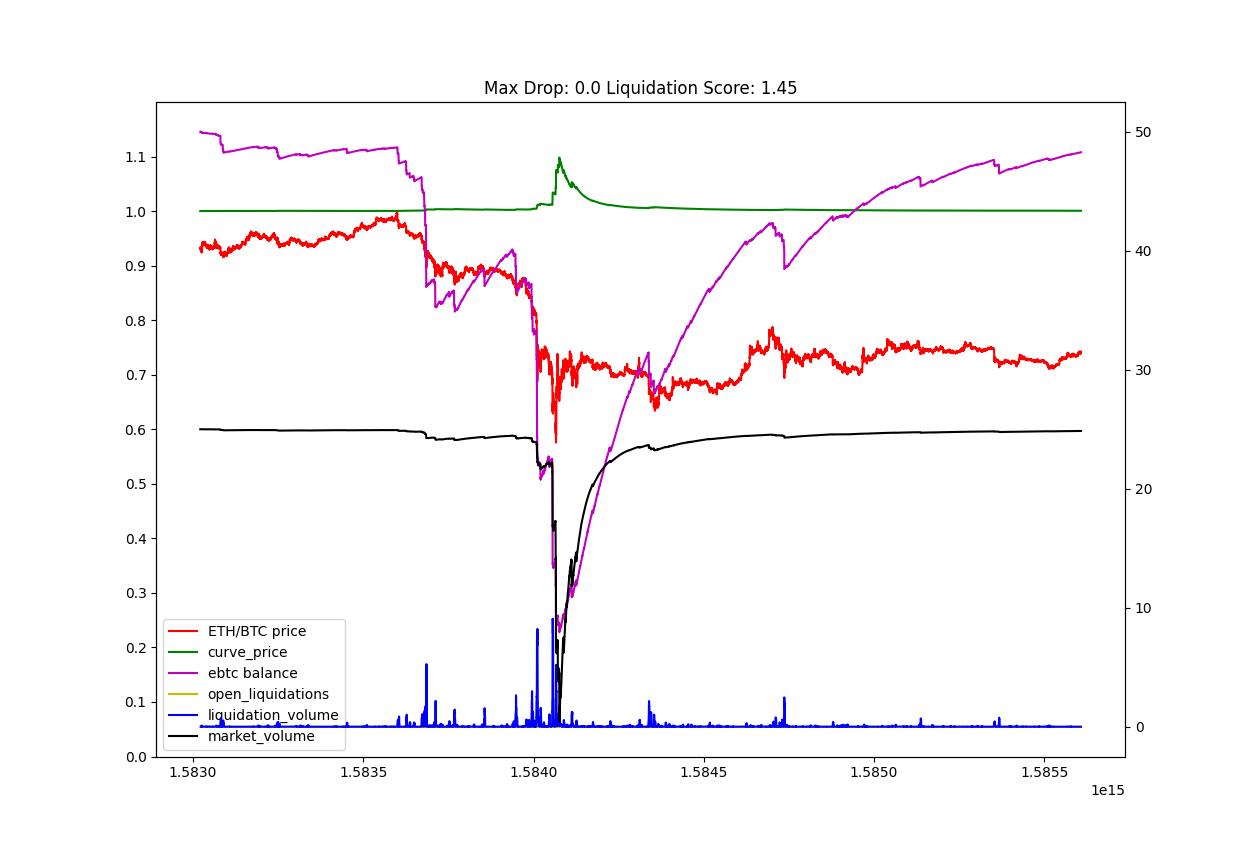 Max Drop: 0.0 Liquidation Score: 1.45
1.1
1.0
0.9
0.8
0.7
0.6
0.5
0.4
0.3
0.2
0.1
0.0
50
40
30
20
10
0
ETH/BTC price
curve_price
ebtc balance
open_liquidations
liquidation_volume
market_volume
1.5830 1.5835 1.5840 1.5845 1.5850 1.5855
1e15